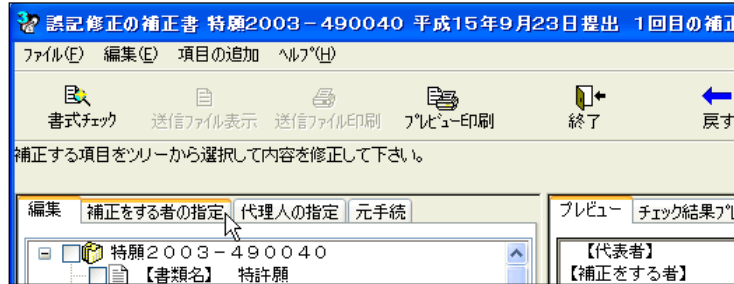 誤記修正の補正書 特願2003－490040 平成15年9月23日提出 1回目の補正
ファイル(F) 編集(E) 項目の追加 ヘルプ(H)
書式チェック 送信ファイル表示 送信ファイル印刷 プレビュー印刷 終了 戻す
補正する項目をツリーから選択して内容を修正して下さい。
編集 補正をする者の指定 代理人の指定 元手続 プレビュー チェック結果プレ
特願２００３－４９００４０ 【代表者】
【書類名】 特許願 【補正をする者】